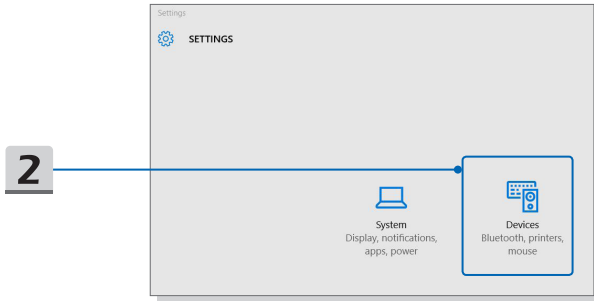 Settings
SETTINGS
2
System
Display, notifications,
apps, power
Devices
Bluetooth, printers,
mouse